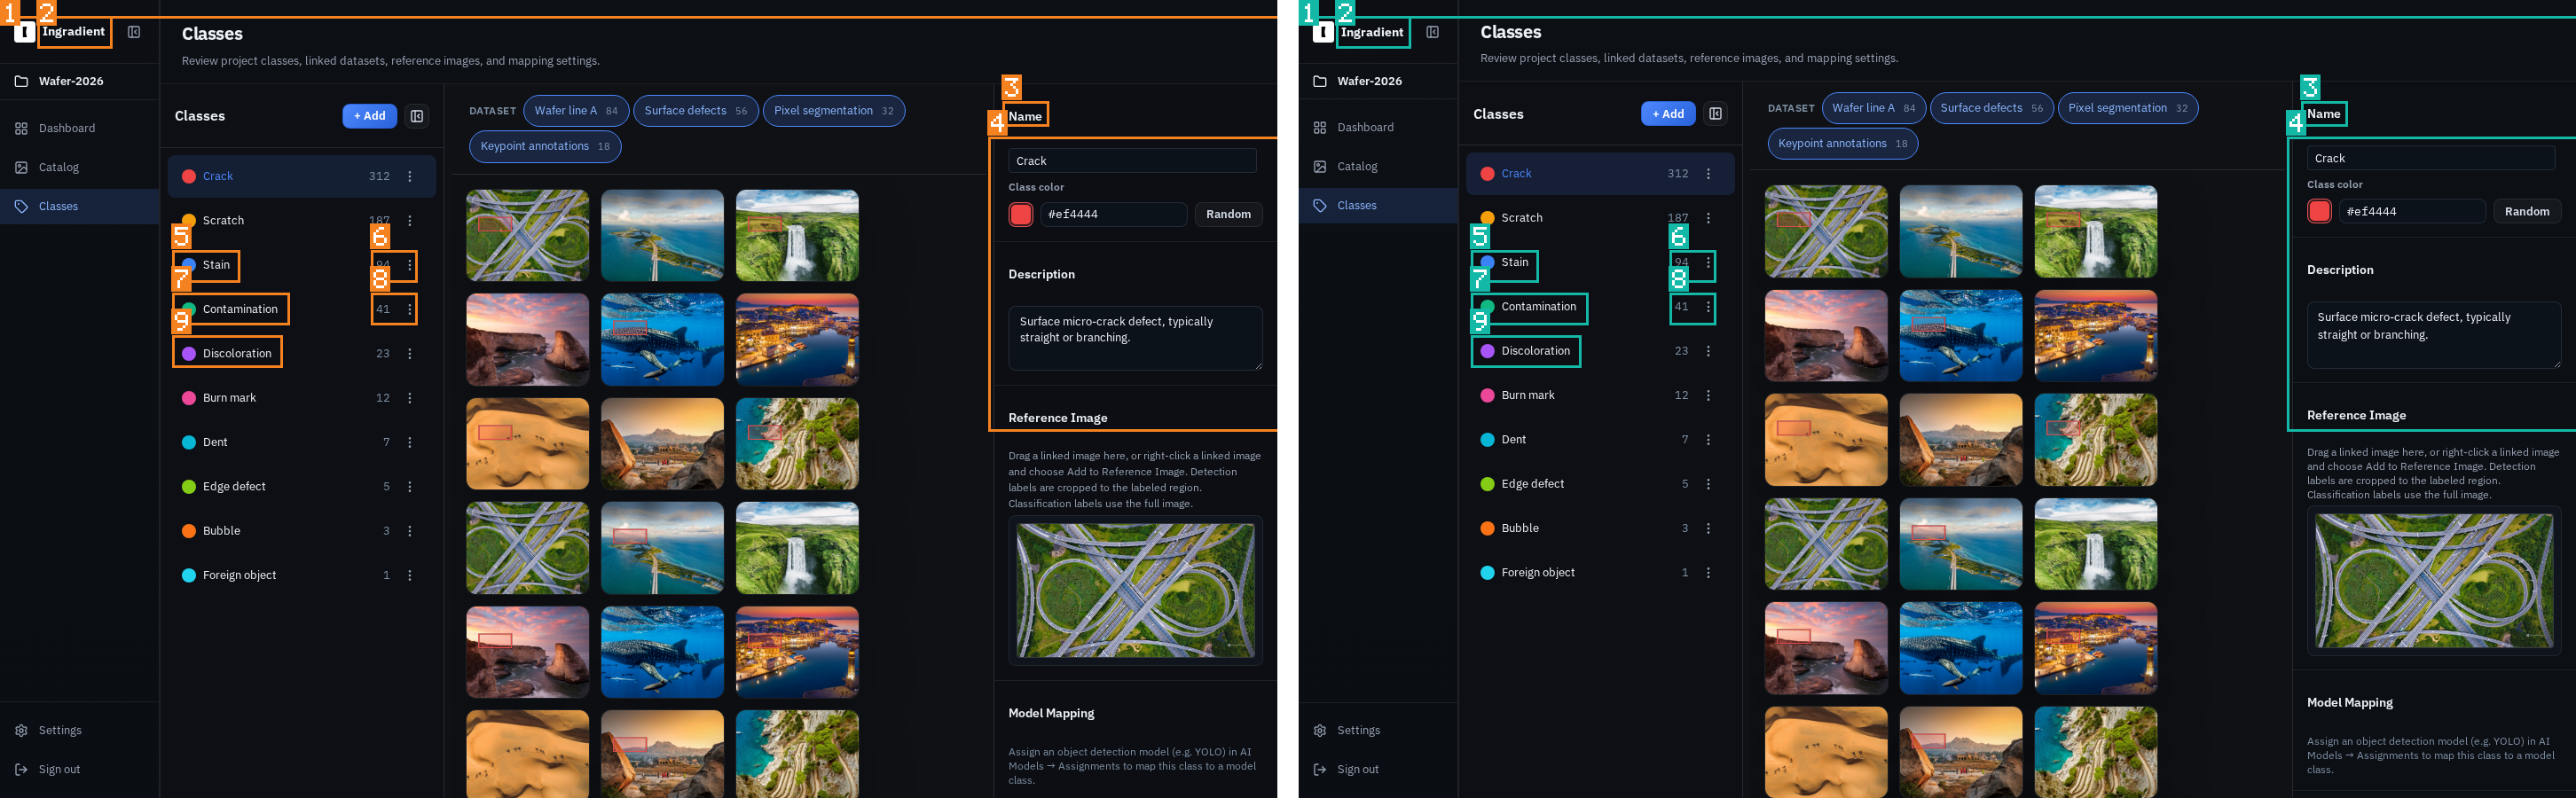 1 2
Ingradient
Wafer-2026
Dashboard
Catalog
Classes
Settings
Sign out
Classes
Review project classes, linked datasets, reference images, and mapping settings.
Classes
+ Add
Crack 312
Scratch 187
5 6
Stain 94
7 8
Contamination 41
9
Discoloration 23
Burn mark 12
Dent 7
Edge defect 5
Bubble 3
Foreign object 1
DATASET Wafer line A 84 Surface defects 56 Pixel segmentation 32
Keypoint annotations 18
3
4 Name
Crack
Class color
#ef4444 Random
Description
Surface micro-crack defect, typically
straight or branching.
Reference Image
Drag a linked image here, or right-click a linked image
and choose Add to Reference Image. Detection
labels are cropped to the labeled region.
Classification labels use the full image.
Model Mapping
Assign an object detection model (e.g. YOLO) in AI
Models → Assignments to map this class to a model
class.
1 2
Ingradient
Wafer-2026
Dashboard
Catalog
Classes
Settings
Sign out
Classes
Review project classes, linked datasets, reference images, and mapping settings.
Classes
+ Add
Crack 312
Scratch 187
5 6
Stain 94
7 8
Contamination 41
9
Discoloration 23
Burn mark 12
Dent 7
Edge defect 5
Bubble 3
Foreign object 1
DATASET Wafer line A 84 Surface defects 56 Pixel segmentation 32
Keypoint annotations 18
3
4 Name
Crack
Class color
#ef4444 Random
Description
Surface micro-crack defect, typically
straight or branching.
Reference Image
Drag a linked image here, or right-click a linked image
and choose Add to Reference Image. Detection
labels are cropped to the labeled region.
Classification labels use the full image.
Model Mapping
Assign an object detection model (e.g. YOLO) in AI
Models → Assignments to map this class to a model
class.